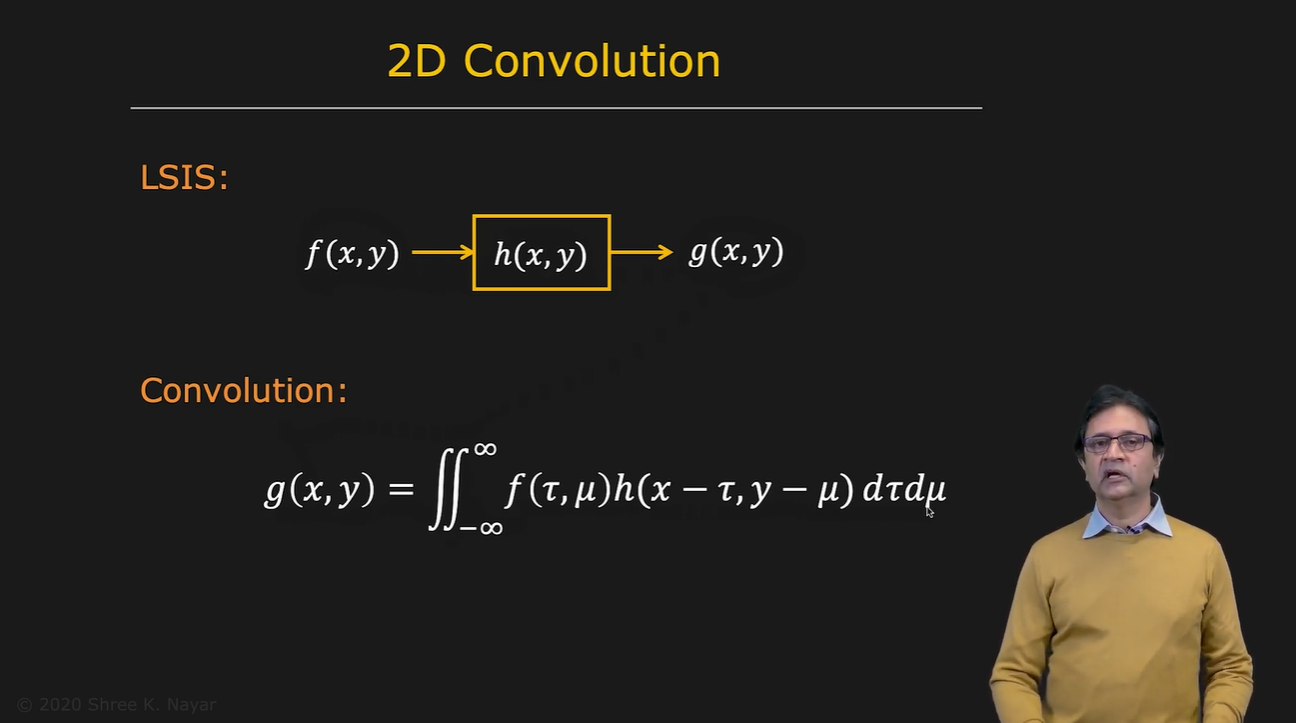 2D Convolution
LSIS:
f(x,y) → h(x,y) → g(x,y)
Convolution:
g(x,y) = ∬_{-∞}^{∞} f(τ,μ)h(x − τ, y − μ) dτdμ
© 2020 Shree K. Nayar